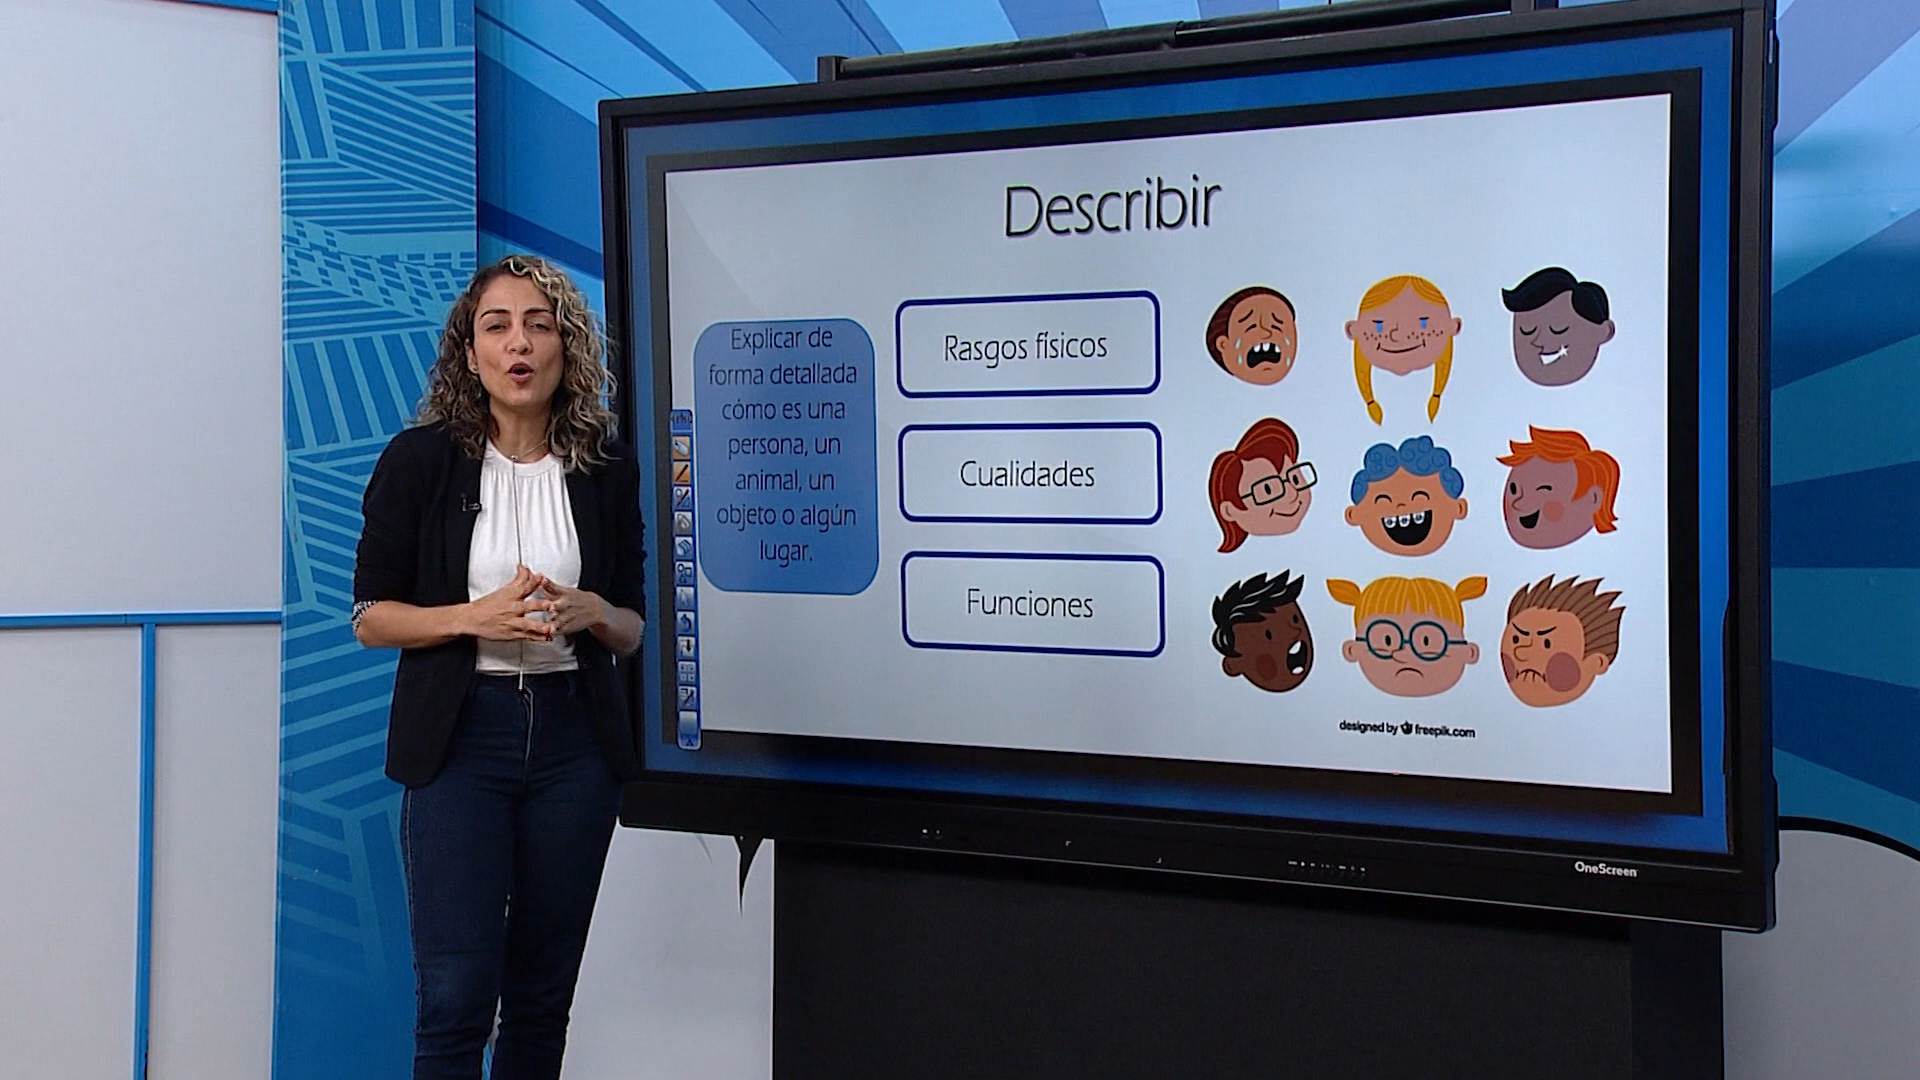 Describir
Explicar de
forma detallada
cómo es una
persona, un
animal, un
objeto o algún
lugar.
Rasgos físicos
Cualidades
Funciones
designed by freepik.com
OneScreen